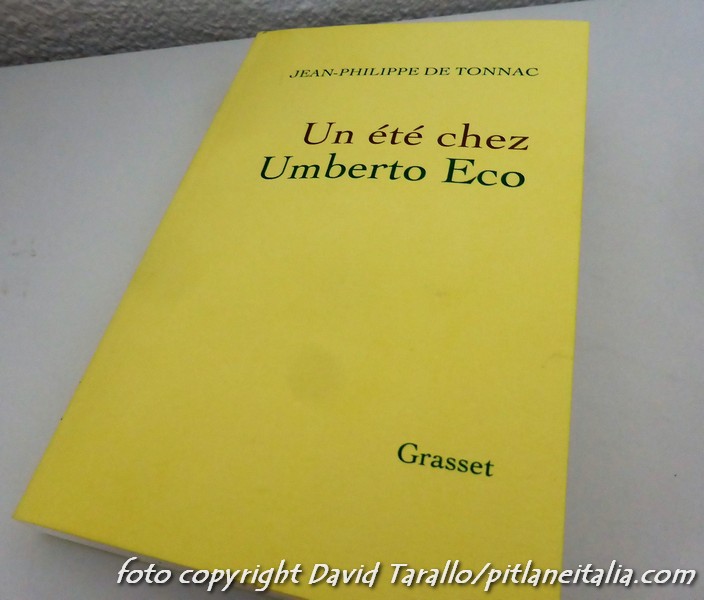 JEAN-PHILIPPE DE TONNAC
Un été chez
Umberto Eco
Grasset
foto copyright David Tarallo/pitlaneitalia.com